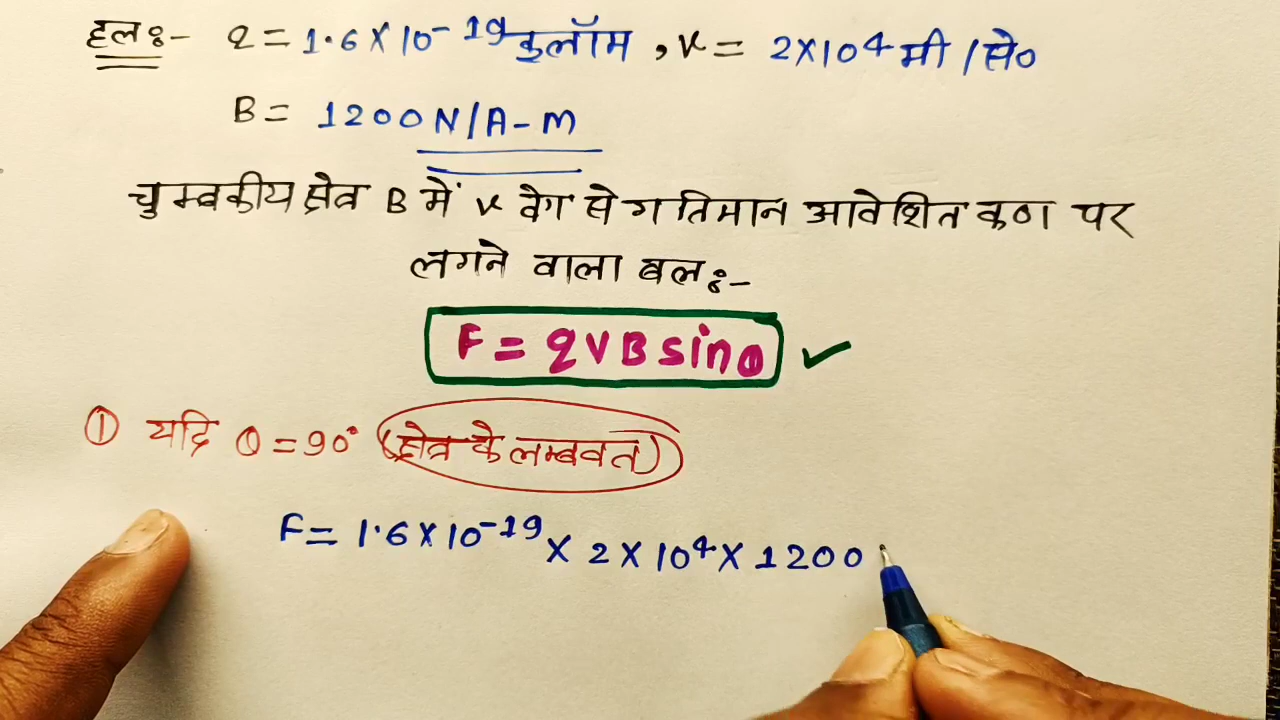 हल:- q = 1.6 X 10⁻¹⁹ कुलॉम , v = 2X10⁴ मी / से०
B = 1200 N/A-m
चुम्बकीय क्षेत्र B में v वेग से गतिमान आवेशित कण पर
लगने वाला बल:-
F = qVB sinθ ✓
① यदि θ = 90° (क्षेत्र के लम्बवत)
F = 1.6 X 10⁻¹⁹ X 2 X 10⁴ X 1200